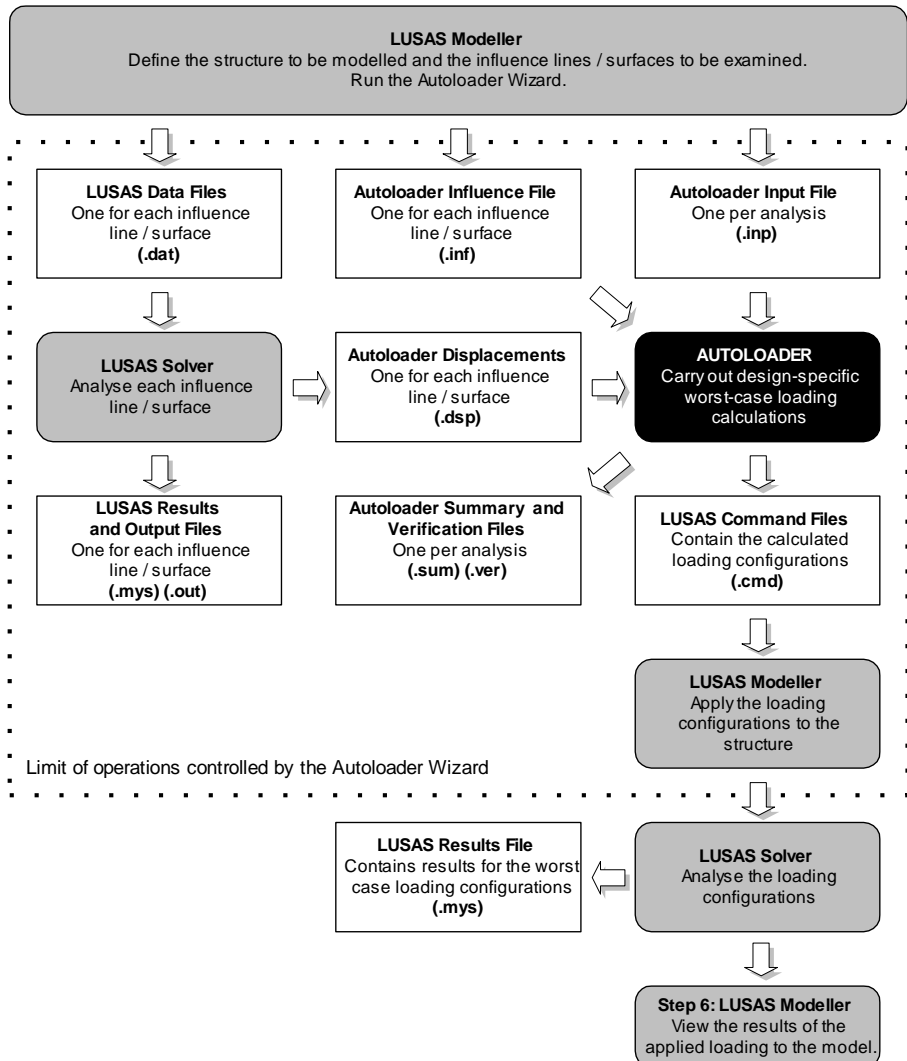 LUSAS Modeller
Define the structure to be modelled and the influence lines / surfaces to be examined.
Run the Autoloader Wizard.
LUSAS Data Files
One for each influence
line / surface
(.dat)
Autoloader Influence File
One for each influence
line / surface
(.inf)
Autoloader Input File
One per analysis
(.inp)
LUSAS Solver
Analyse each influence
line / surface
Autoloader Displacements
One for each influence
line / surface
(.dsp)
AUTOLOADER
Carry out design-specific
worst-case loading
calculations
LUSAS Results
and Output Files
One for each influence
line / surface
(.mys) (.out)
Autoloader Summary and
Verification Files
One per analysis
(.sum) (.ver)
LUSAS Command Files
Contain the calculated
loading configurations
(.cmd)
LUSAS Modeller
Apply the loading
configurations to the
structure
Limit of operations controlled by the Autoloader Wizard
LUSAS Results File
Contains results for the worst
case loading configurations
(.mys)
LUSAS Solver
Analyse the loading
configurations
Step 6: LUSAS Modeller
View the results of the
applied loading to the model.